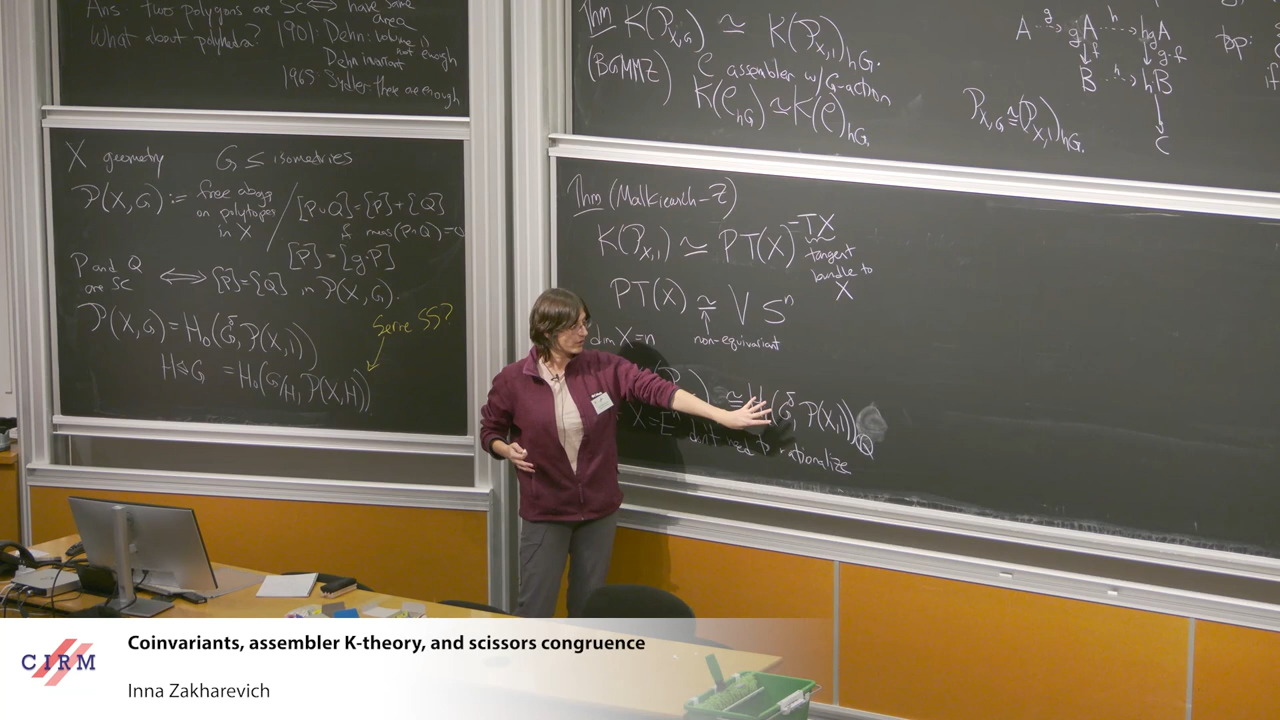 Ans: two polygons are SC ⟺ have same area
What about polyhedra? 1901: Dehn: volume is not enough
Dehn invariant
1965: Sydler: these are enough
X geometry G ≤ isometries
P(X,G) := free ab gp on polytopes in X / [P∪Q]=[P]+[Q]
if meas(P∩Q)=0
[P]=[g·P]
P and Q are SC ⟺ [P]=[Q] in P(X,G).
P(X,G) = H₀(G^δ, P(X,1))
Serre SS?
H⊴G = H₀(G/H, P(X,H))
Thm K(P_{X,G}) ≃ K(P_{X,1})_{hG}.
(BGMMZ) C assembler w/G-action
K(C_{hG}) ≃ K(C)_{hG}
A ⇢ gA ⇢ hgA
B ⇢ hB
C
P_{X,G} ≅ (P_{X,1})_{hG}.
Thm (Malkiewich-Z)
K(P_{X,1}) ≃ PT(X)^{-TX}
tangent bundle to X
PT(X) ≃ ⋁ Sⁿ
dim X=n
non-equivariant
≅ H (G^δ, P(X,1))_Q
X=Eⁿ don't need to rationalize
CIRM
Coinvariants, assembler K-theory, and scissors congruence
Inna Zakharevich